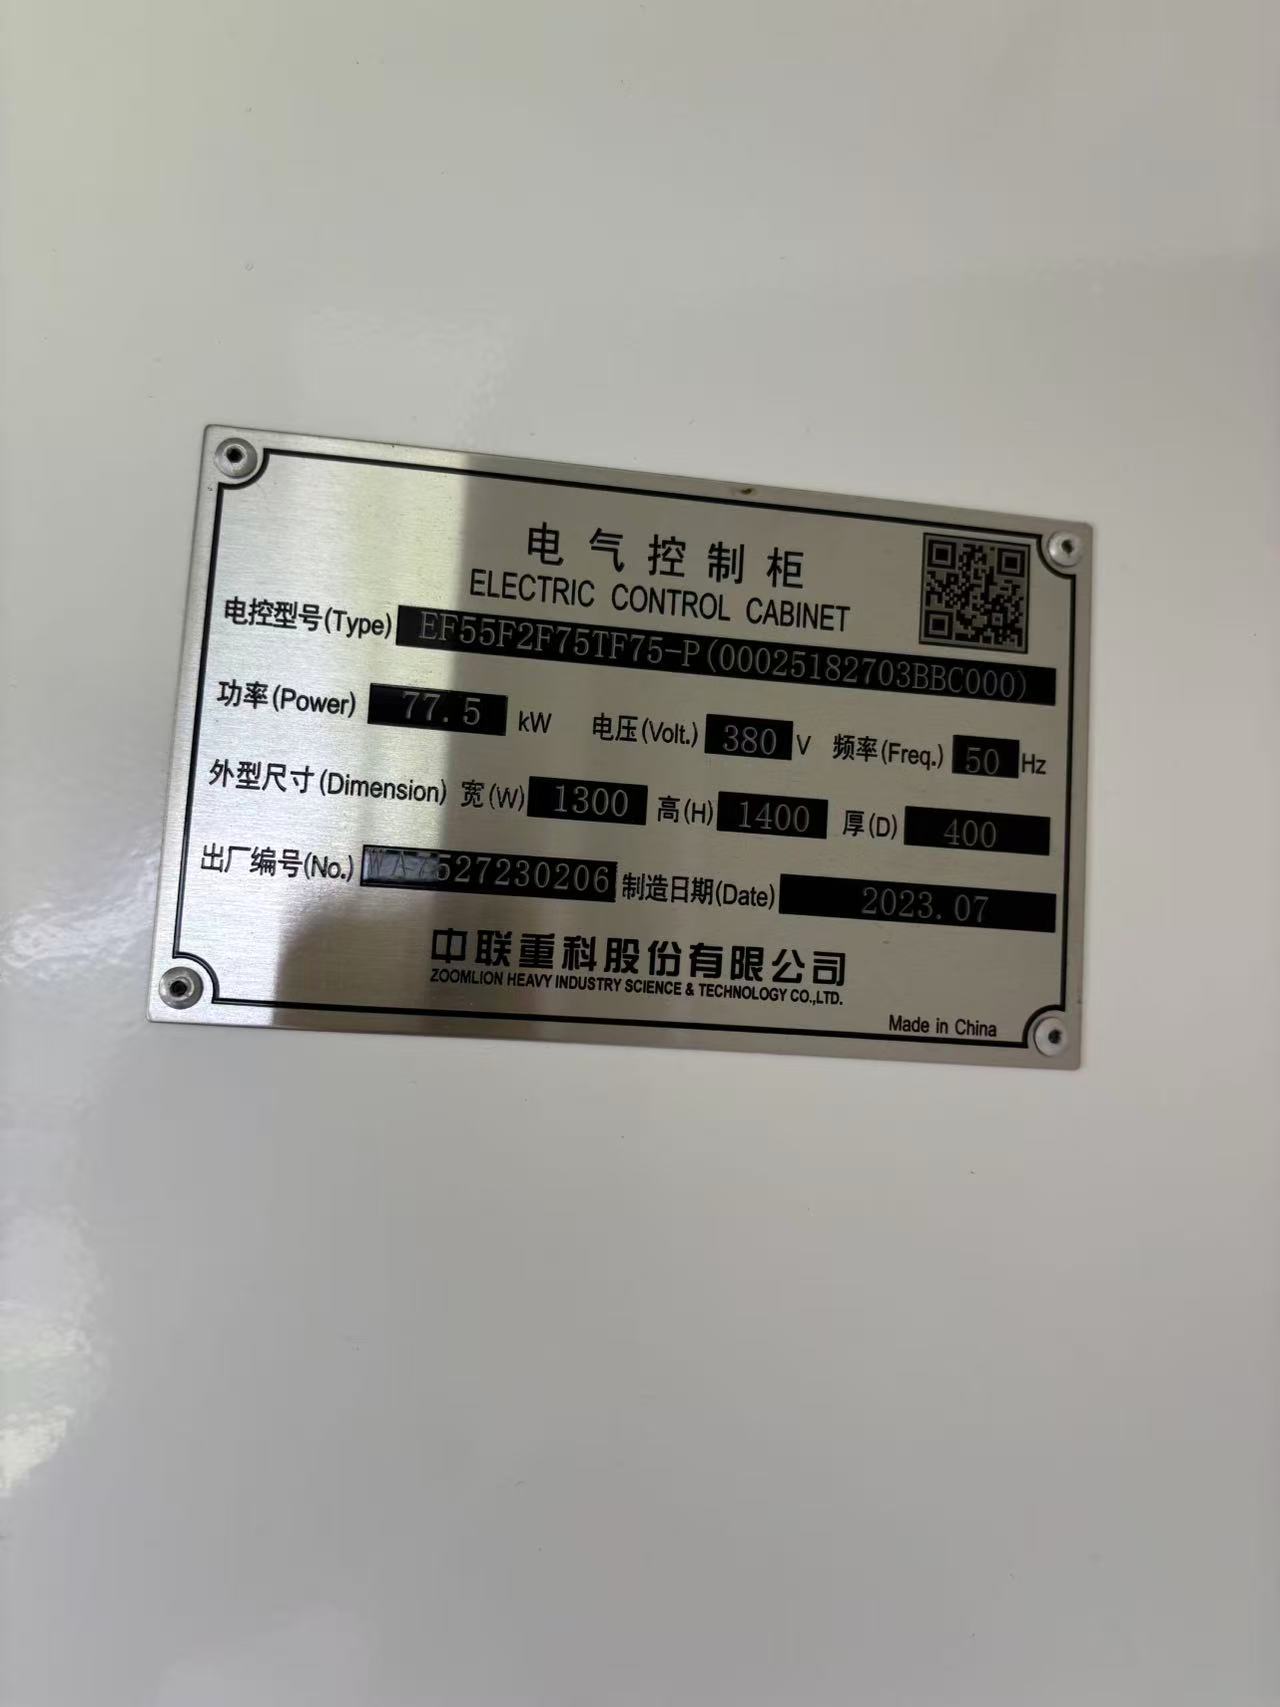 电气控制柜
ELECTRIC CONTROL CABINET
电控型号(Type) EF55F2F75TF75-P(00025182703BBC000)
功率(Power) 77.5 kW 电压(Volt.) 380 V 频率(Freq.) 50 Hz
外型尺寸(Dimension) 宽(W) 1300 高(H) 1400 厚(D) 400
出厂编号(No.) WA7527230206 制造日期(Date) 2023.07
中联重科股份有限公司
ZOOMLION HEAVY INDUSTRY SCIENCE & TECHNOLOGY CO.,LTD.
Made in China